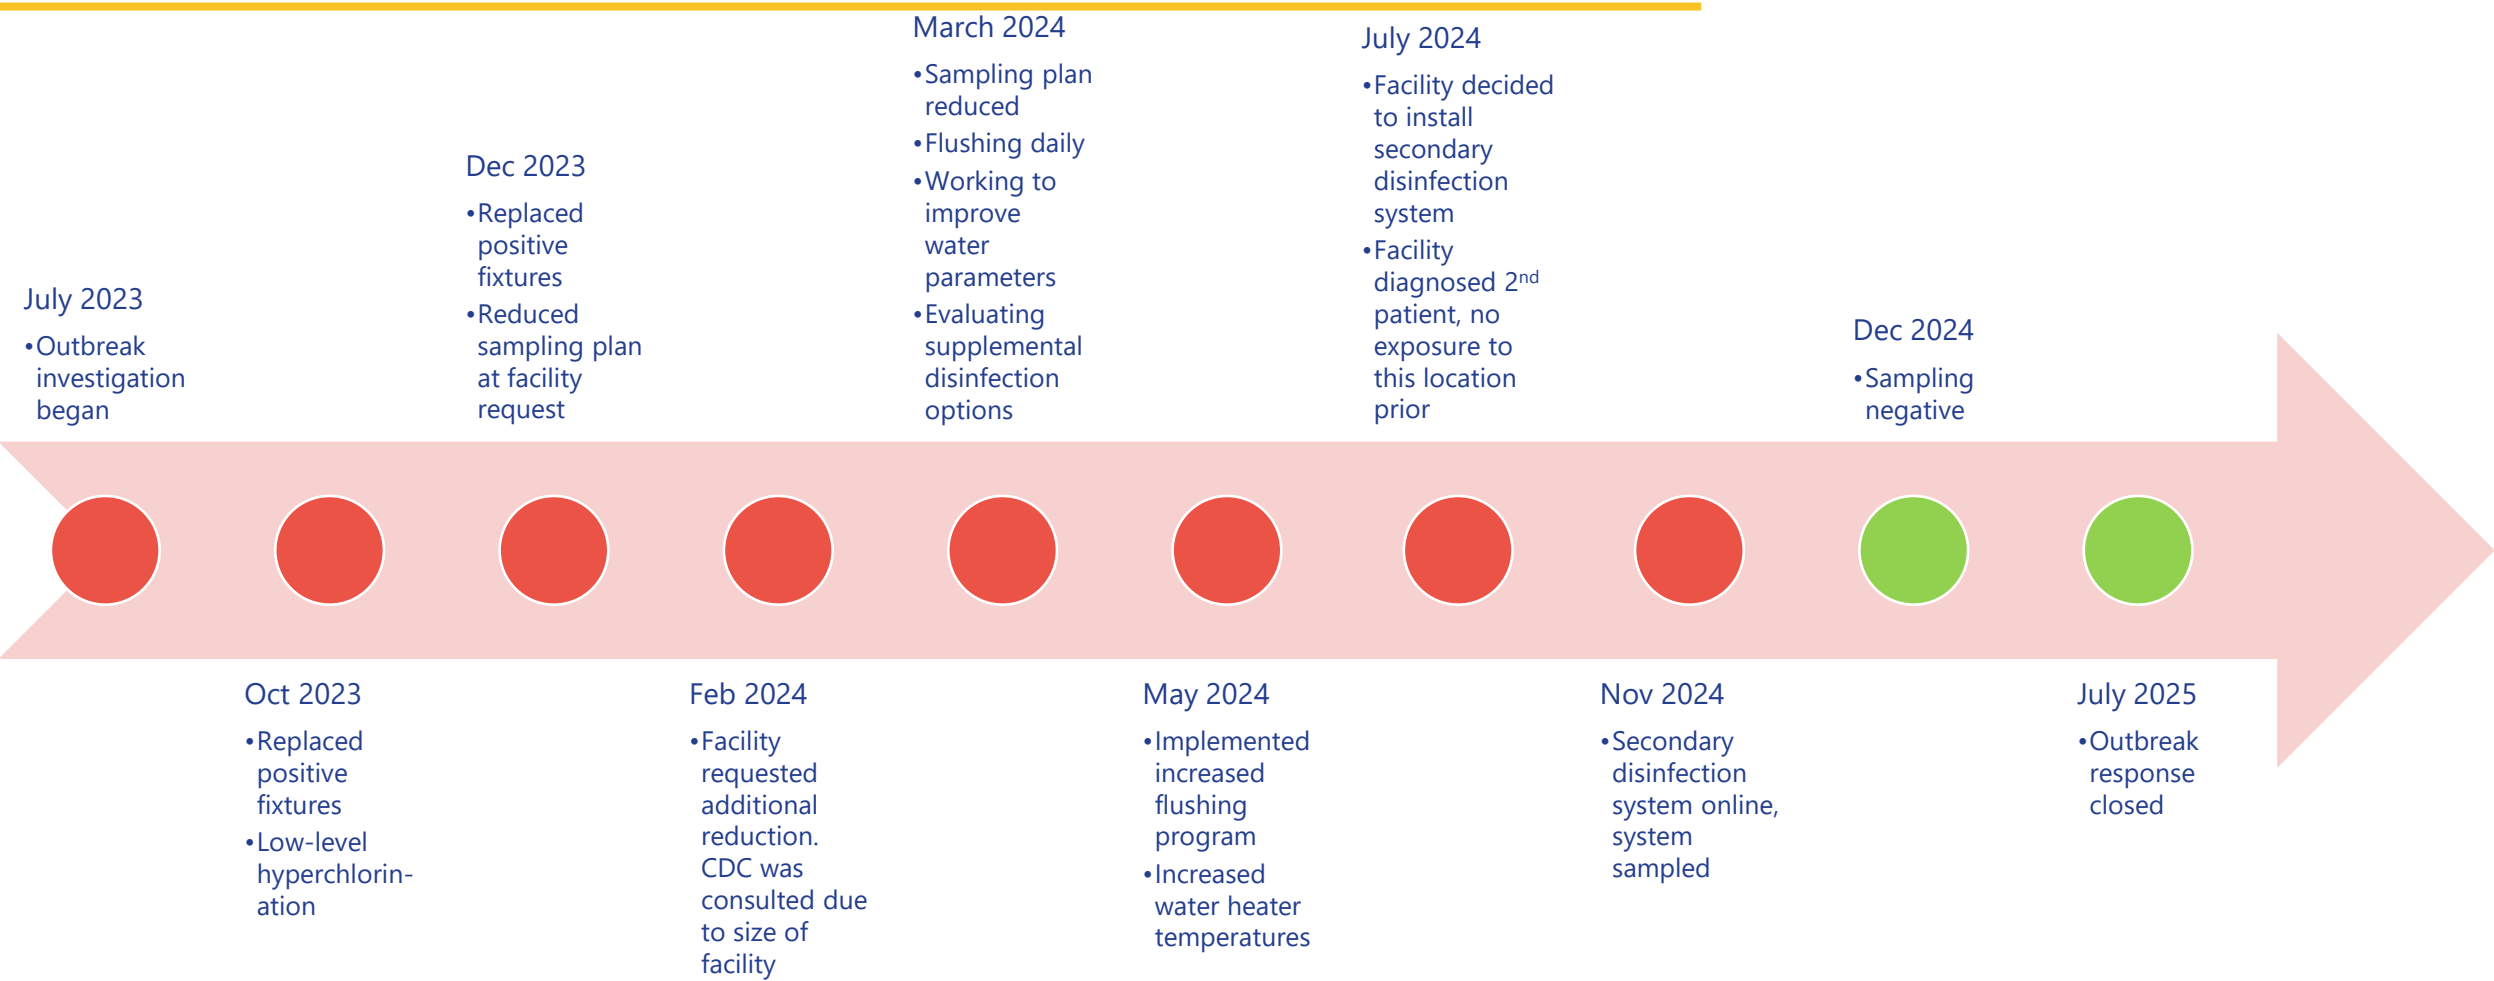 July 2023
•Outbreak
investigation
began
Oct 2023
•Replaced
positive
fixtures
•Low-level
hyperchlorin-
ation
Dec 2023
•Replaced
positive
fixtures
•Reduced
sampling plan
at facility
request
Feb 2024
•Facility
requested
additional
reduction.
CDC was
consulted due
to size of
facility
March 2024
•Sampling plan
reduced
•Flushing daily
•Working to
improve
water
parameters
•Evaluating
supplemental
disinfection
options
May 2024
•Implemented
increased
flushing
program
•Increased
water heater
temperatures
July 2024
•Facility decided
to install
secondary
disinfection
system
•Facility
diagnosed 2nd
patient, no
exposure to
this location
prior
Nov 2024
•Secondary
disinfection
system online,
system
sampled
Dec 2024
•Sampling
negative
July 2025
•Outbreak
response
closed